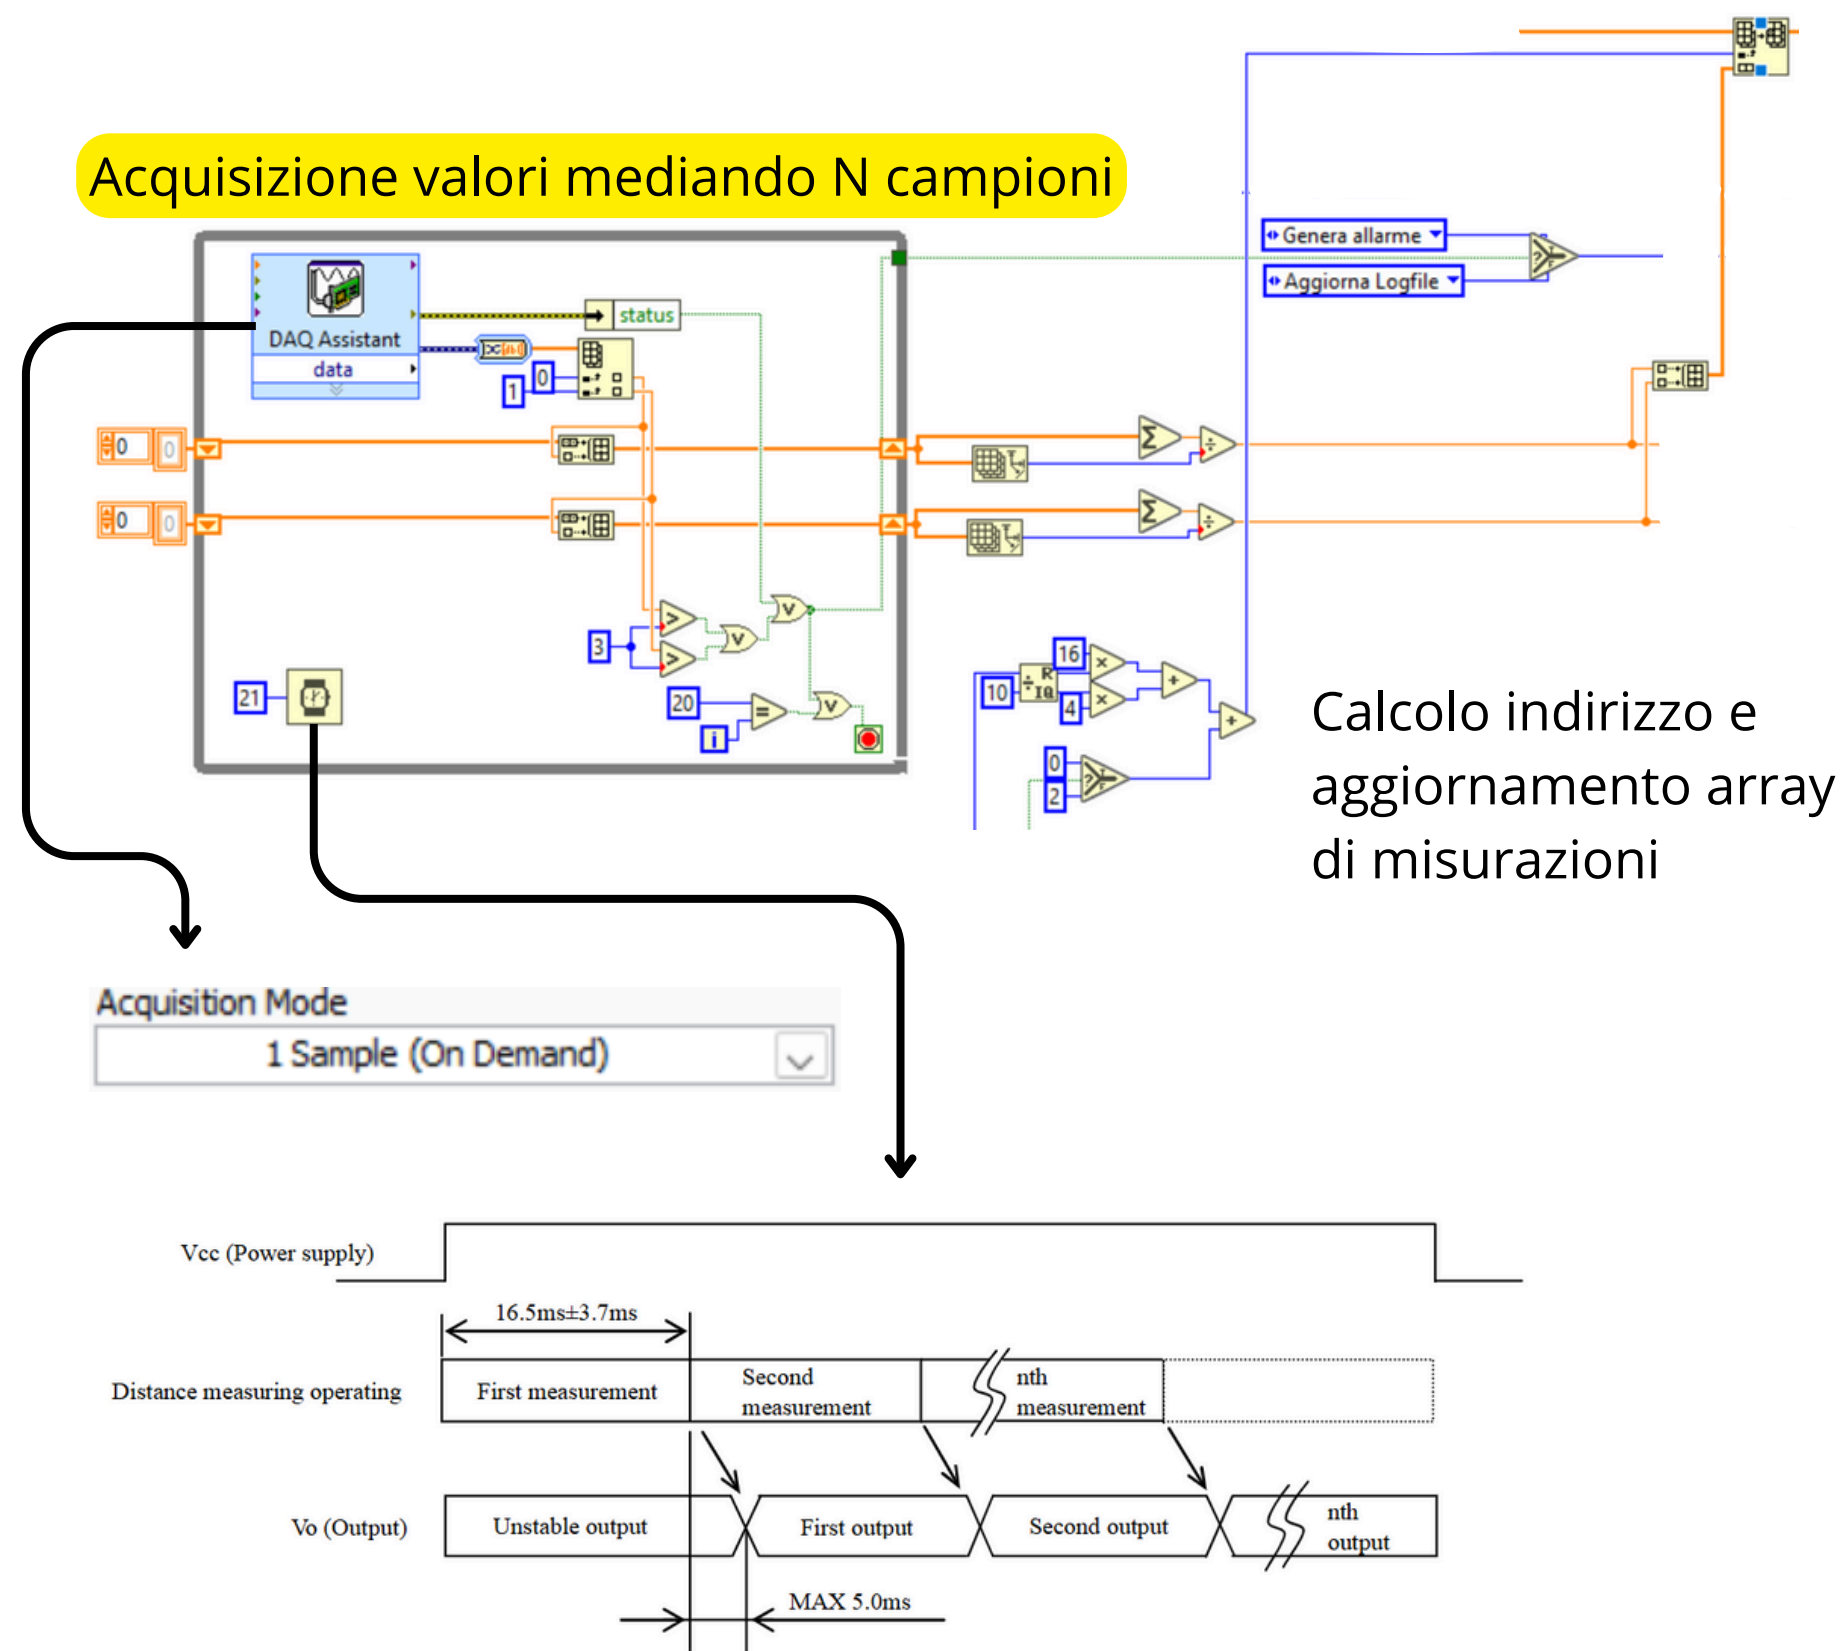 Acquisizione valori mediando N campioni
Genera allarme
Aggiorna Logfile
DAQ Assistant
data
status
0
1
0 0
0 0
3
21
20
i
16
10
R
IQ
4
0
2
Calcolo indirizzo e
aggiornamento array
di misurazioni
Acquisition Mode
1 Sample (On Demand)
Vcc (Power supply)
16.5ms±3.7ms
Distance measuring operating
First measurement
Second
measurement
nth
measurement
Vo (Output)
Unstable output
First output
Second output
nth
output
MAX 5.0ms